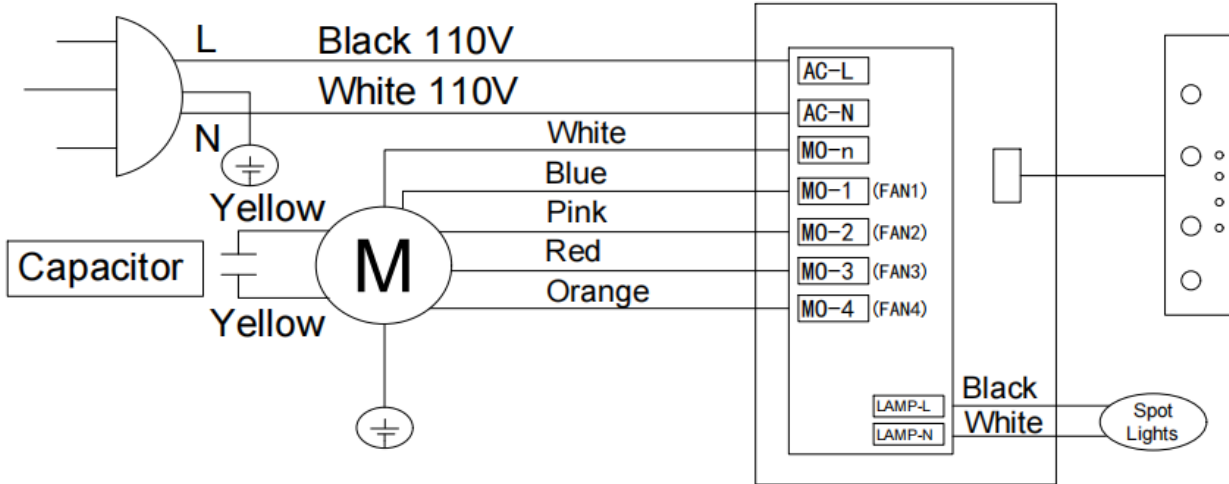 L
Black 110V
White 110V
N
AC-L
AC-N
White
MO-n
Blue
MO-1 (FAN1)
Pink
MO-2 (FAN2)
Red
MO-3 (FAN3)
Orange
MO-4 (FAN4)
Yellow
Capacitor
M
Yellow
LAMP-L
Black
LAMP-N
White
Spot
Lights